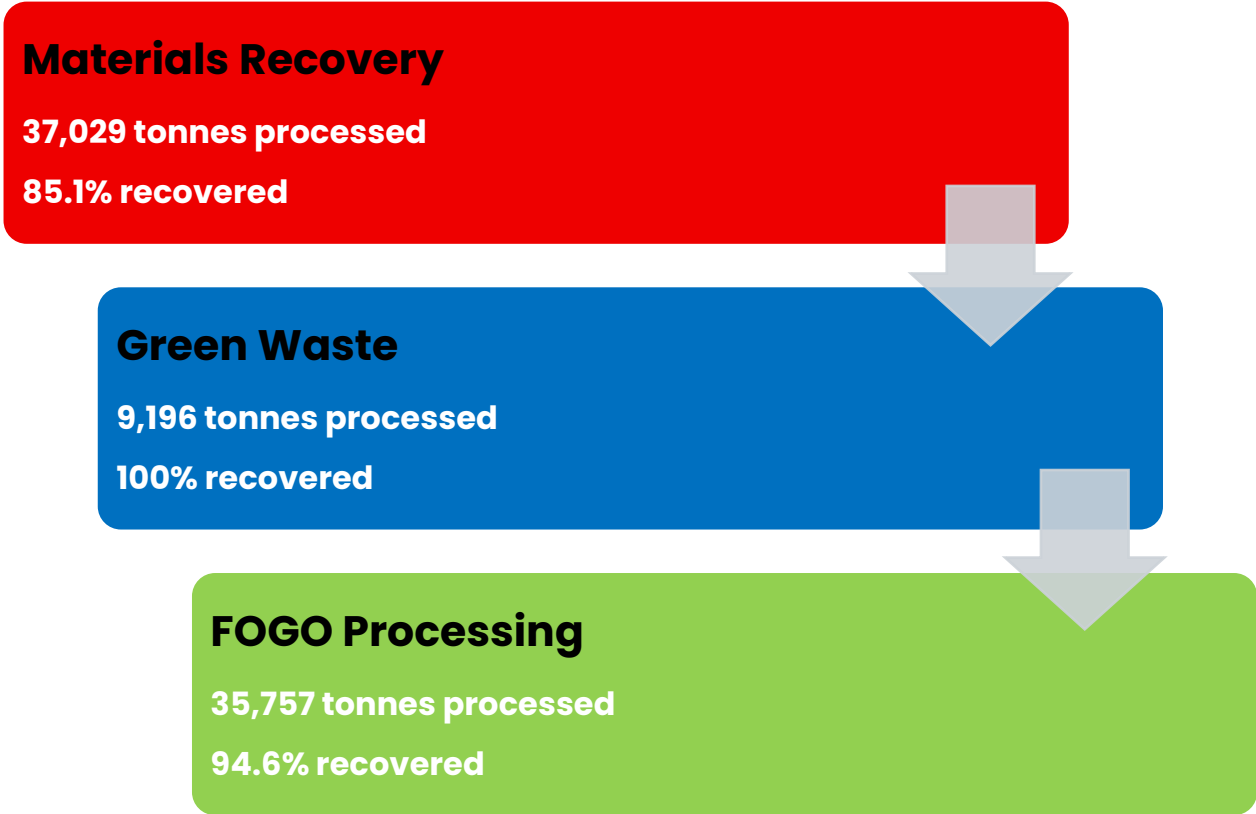 Materials Recovery
37,029 tonnes processed
85.1% recovered
Green Waste
9,196 tonnes processed
100% recovered
FOGO Processing
35,757 tonnes processed
94.6% recovered